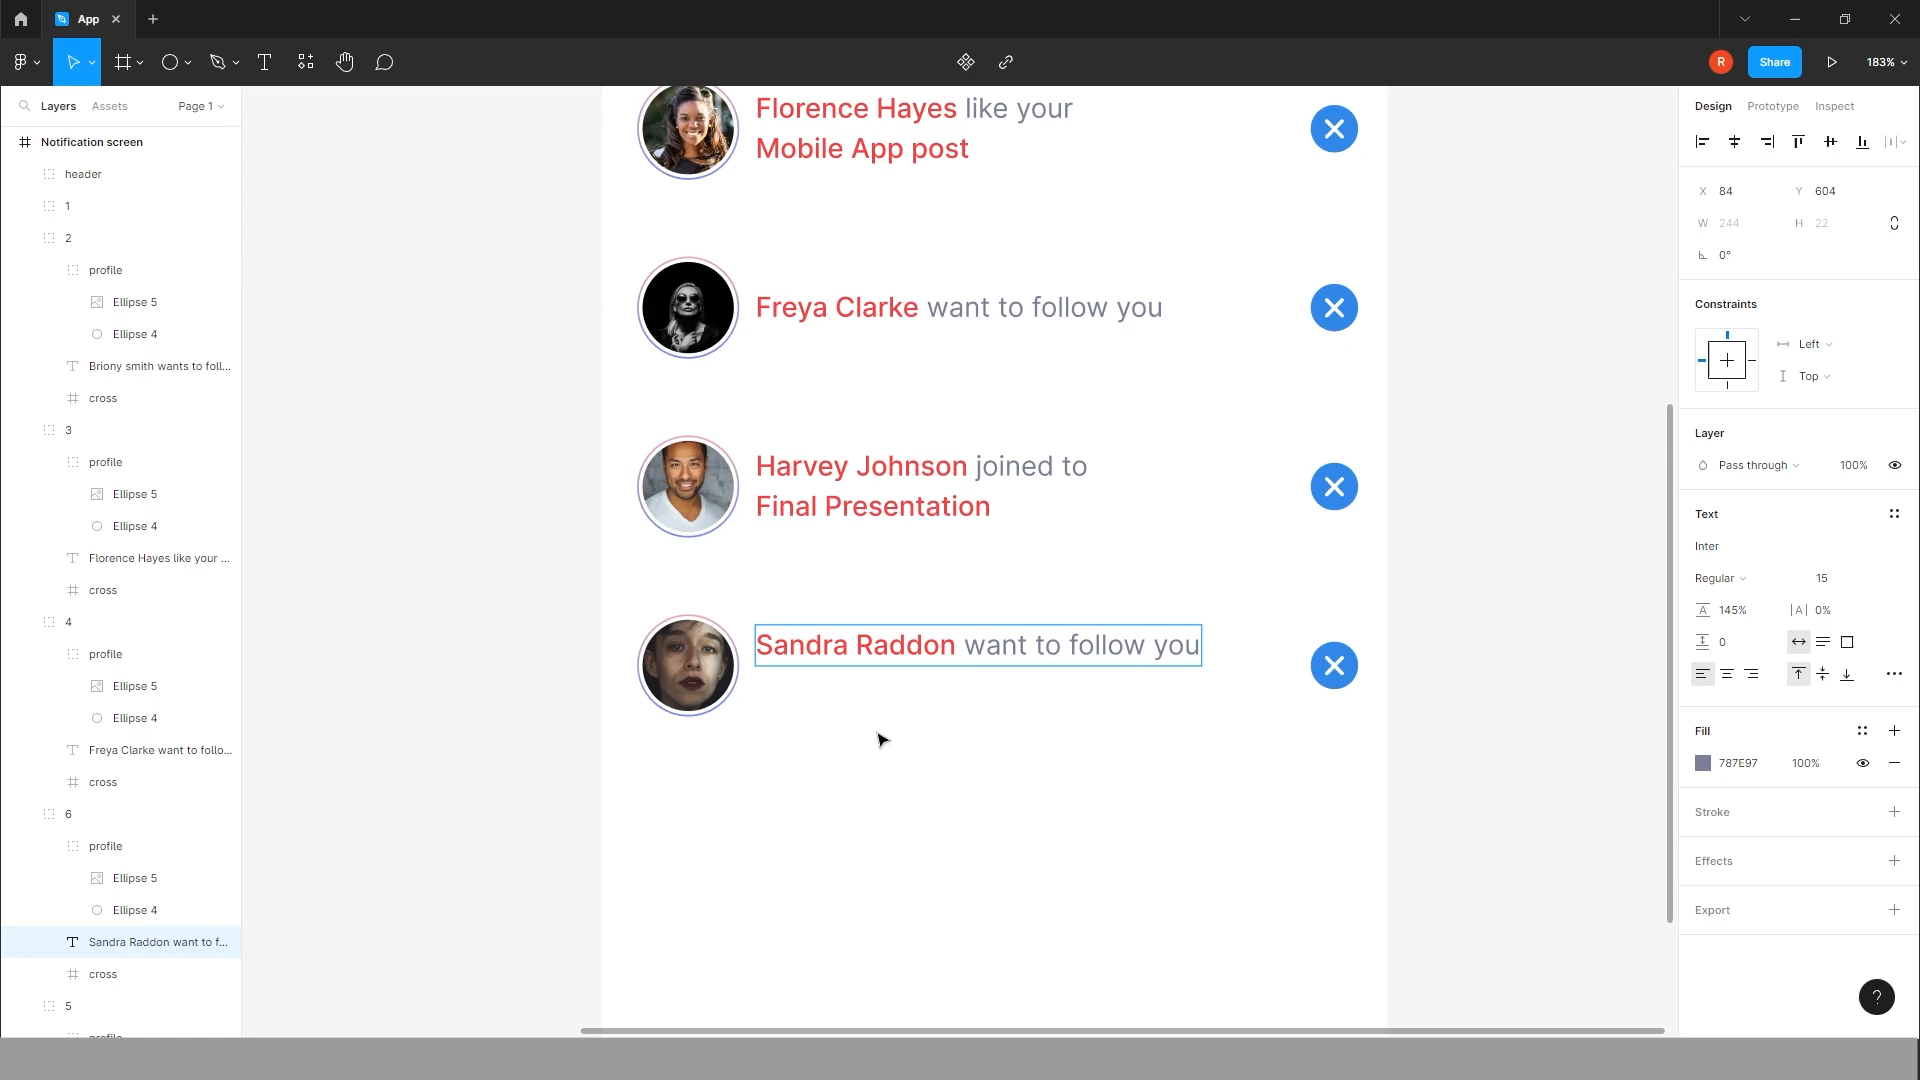 App
R
Share
183%
Layers
Assets
Page 1
Design
Prototype
Inspect
Notification screen
header
1
2
profile
Ellipse 5
Ellipse 4
Briony smith wants to foll...
cross
3
profile
Ellipse 5
Ellipse 4
Florence Hayes like your ...
cross
4
profile
Ellipse 5
Ellipse 4
Freya Clarke want to follo...
cross
6
profile
Ellipse 5
Ellipse 4
Sandra Raddon want to f...
cross
5
profile
Florence Hayes like your
Mobile App post
Freya Clarke want to follow you
Harvey Johnson joined to
Final Presentation
Sandra Raddon want to follow you
X 84
Y 604
W 244
H 22
0°
Constraints
Left
Top
Layer
Pass through
100%
Text
Inter
Regular
15
A 145%
|A| 0%
0
Fill
787E97
100%
Stroke
Effects
Export
?